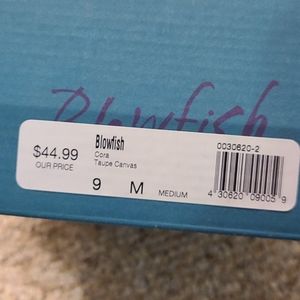 Blowfish
$44.99
OUR PRICE
Blowfish
Cora
Taupe Canvas
9 M MEDIUM
0030620-2
4 30620 09005 9